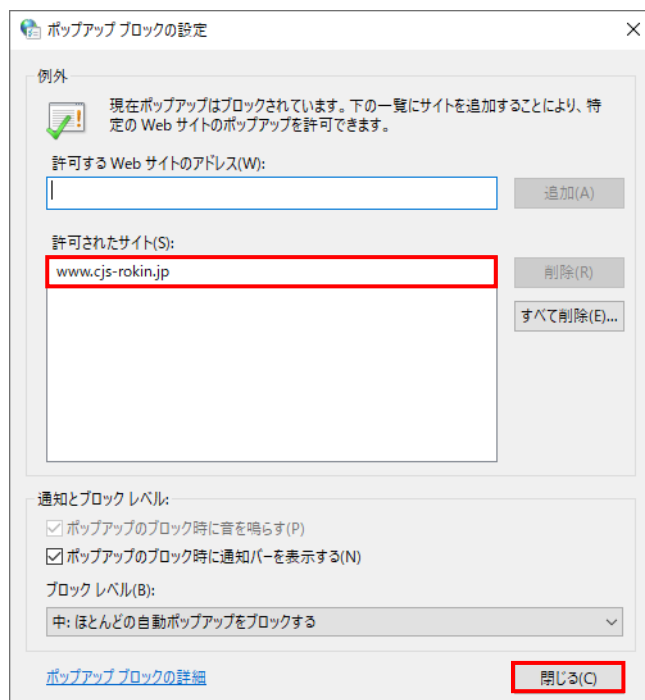 ポップアップ ブロックの設定
例外
現在ポップアップはブロックされています。下の一覧にサイトを追加することにより、特
定の Web サイトのポップアップを許可できます。
許可する Web サイトのアドレス(W):
追加(A)
許可されたサイト(S):
www.cjs-rokin.jp
削除(R)
すべて削除(E)...
通知とブロック レベル:
ポップアップのブロック時に音を鳴らす(P)
ポップアップのブロック時に通知バーを表示する(N)
ブロック レベル(B):
中: ほとんどの自動ポップアップをブロックする
ポップアップ ブロックの詳細
閉じる(C)